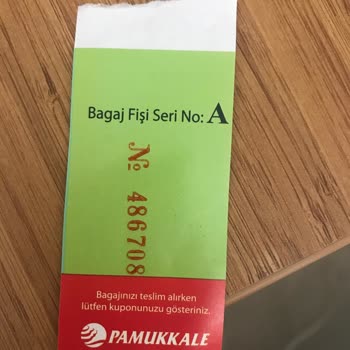 Bagaj Fişi Seri No: A
№ 486708
Bagajınızı teslim alırken
lütfen kuponunuzu gösteriniz.
PAMUKKALE